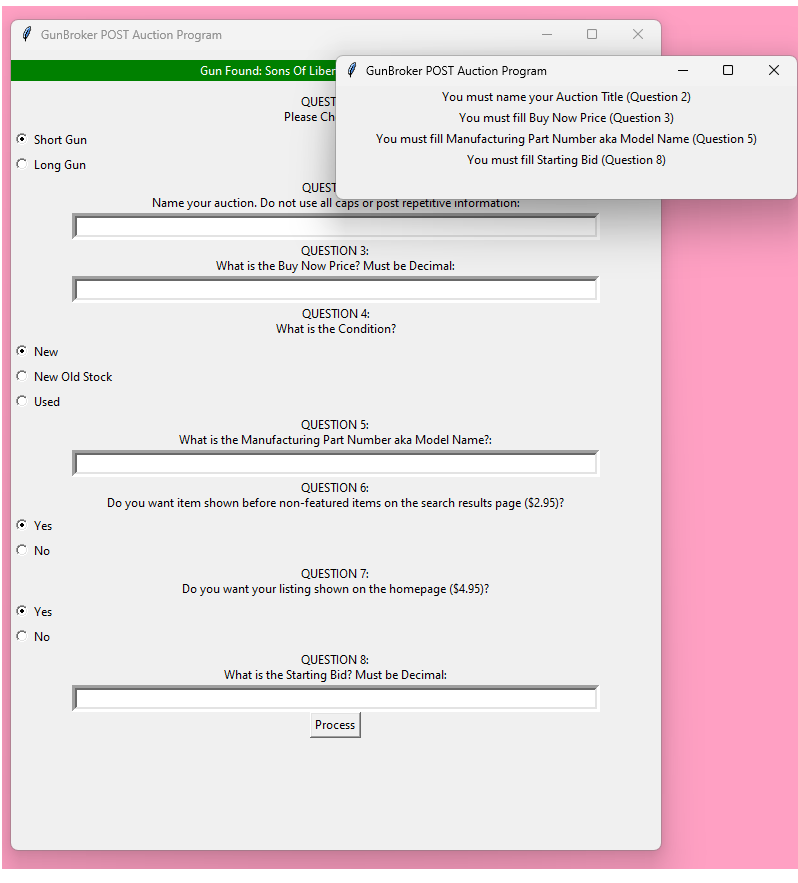 GunBroker POST Auction Program
Gun Found: Sons Of
GunBroker POST Auction Program
You must name your Auction Title (Question 2)
You must fill Buy Now Price (Question 3)
You must fill Manufacturing Part Number aka Model Name (Question 5)
You must fill Starting Bid (Question 8)
Short Gun
Long Gun
Name your auction. Do not use all caps or post repetitive information:
QUESTION 3:
What is the Buy Now Price? Must be Decimal:
QUESTION 4:
What is the Condition?
New
New Old Stock
Used
QUESTION 5:
What is the Manufacturing Part Number aka Model Name?:
QUESTION 6:
Do you want item shown before non-featured items on the search results page ($2.95)?
Yes
No
QUESTION 7:
Do you want your listing shown on the homepage ($4.95)?
Yes
No
QUESTION 8:
What is the Starting Bid? Must be Decimal:
Process